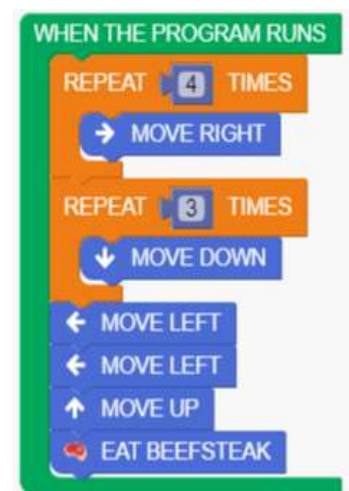 WHEN THE PROGRAM RUNS
REPEAT 4 TIMES
MOVE RIGHT
REPEAT 3 TIMES
MOVE DOWN
MOVE LEFT
MOVE LEFT
MOVE UP
EAT BEEFSTEAK